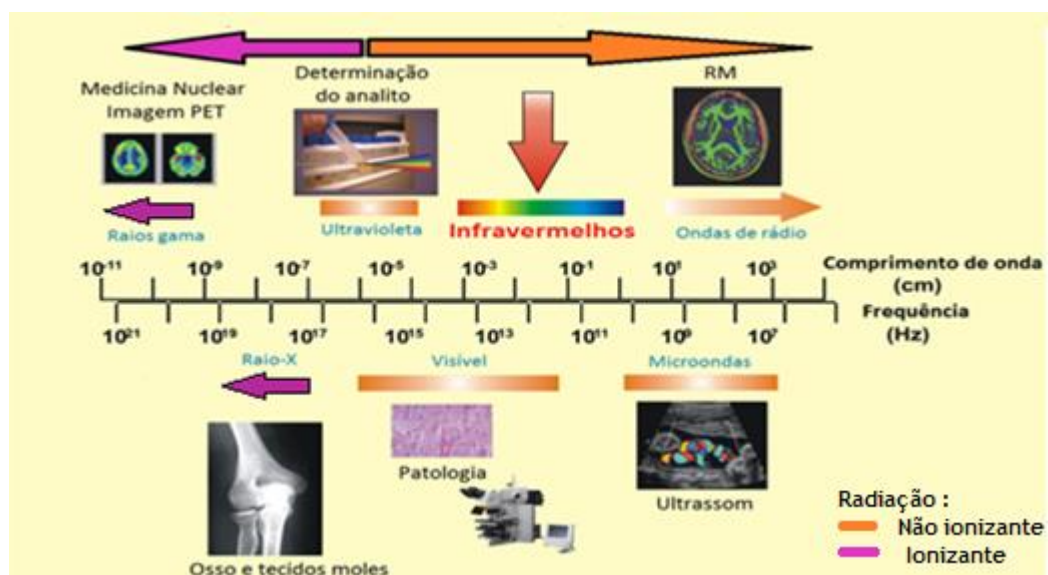 Medicina Nuclear
Imagem PET
Determinação
do analito
RM
Raios gama
Ultravioleta
Infravermelhos
Ondas de rádio
10-11 10-9 10-7 10-5 10-3 10-1 101 103
Comprimento de onda
(cm)
Frequência
(Hz)
1021 1019 1017 1015 1013 1011 109 107
Raio-X
Visível
Microondas
Patologia
Ultrassom
Osso e tecidos moles
Radiação :
Não ionizante
Ionizante